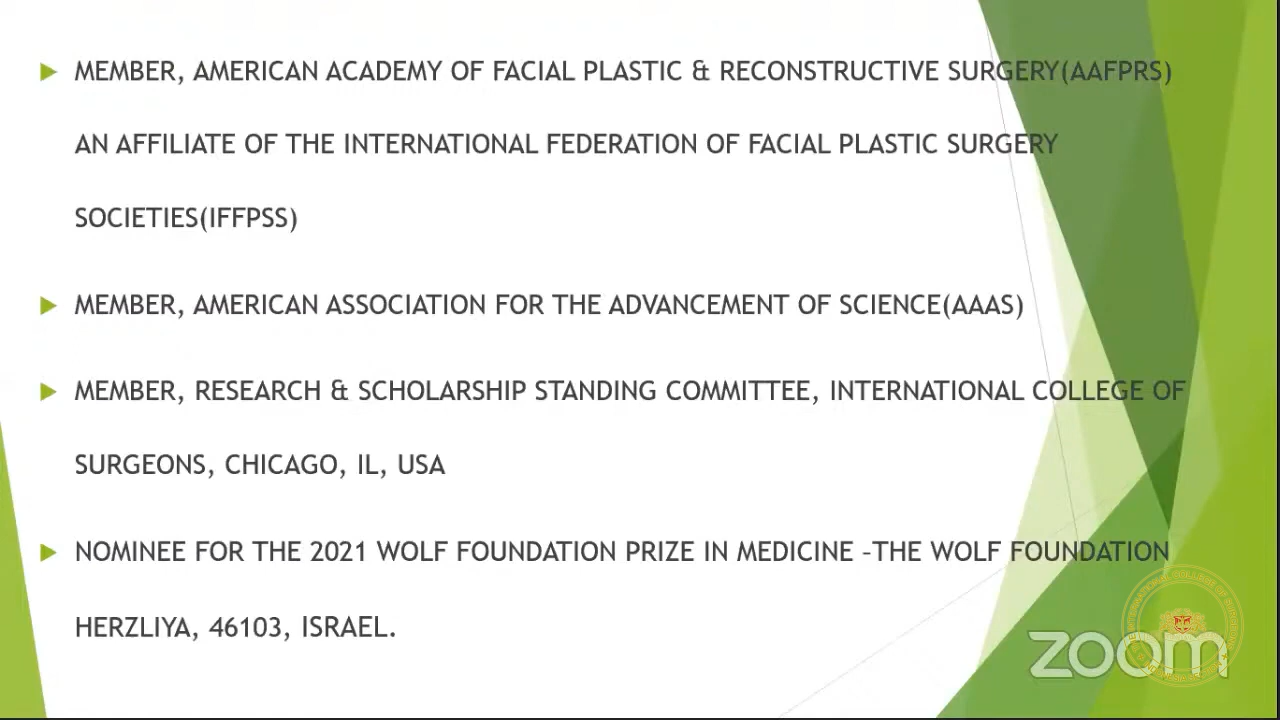 MEMBER, AMERICAN ACADEMY OF FACIAL PLASTIC & RECONSTRUCTIVE SURGERY(AAFPRS)
AN AFFILIATE OF THE INTERNATIONAL FEDERATION OF FACIAL PLASTIC SURGERY
SOCIETIES(IFFPSS)
MEMBER, AMERICAN ASSOCIATION FOR THE ADVANCEMENT OF SCIENCE(AAAS)
MEMBER, RESEARCH & SCHOLARSHIP STANDING COMMITTEE, INTERNATIONAL COLLEGE OF
SURGEONS, CHICAGO, IL, USA
NOMINEE FOR THE 2021 WOLF FOUNDATION PRIZE IN MEDICINE –THE WOLF FOUNDATION
HERZLIYA, 46103, ISRAEL.
zoom
INTERNATIONAL COLLEGE OF